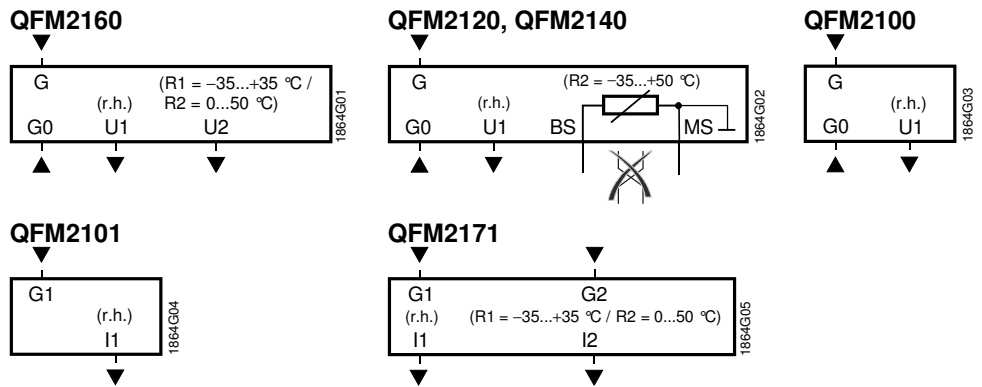 QFM2160
G
(R1 = –35...+35 °C /
(r.h.) R2 = 0...50 °C)
G0 U1 U2
1864G01
QFM2120, QFM2140
G
(R2 = –35...+50 °C)
(r.h.)
G0 U1 BS MS
1864G02
QFM2100
G
(r.h.)
G0 U1
1864G03
QFM2101
G1
(r.h.)
I1
1864G04
QFM2171
G1 G2
(r.h.) (R1 = –35...+35 °C / R2 = 0...50 °C)
I1 I2
1864G05